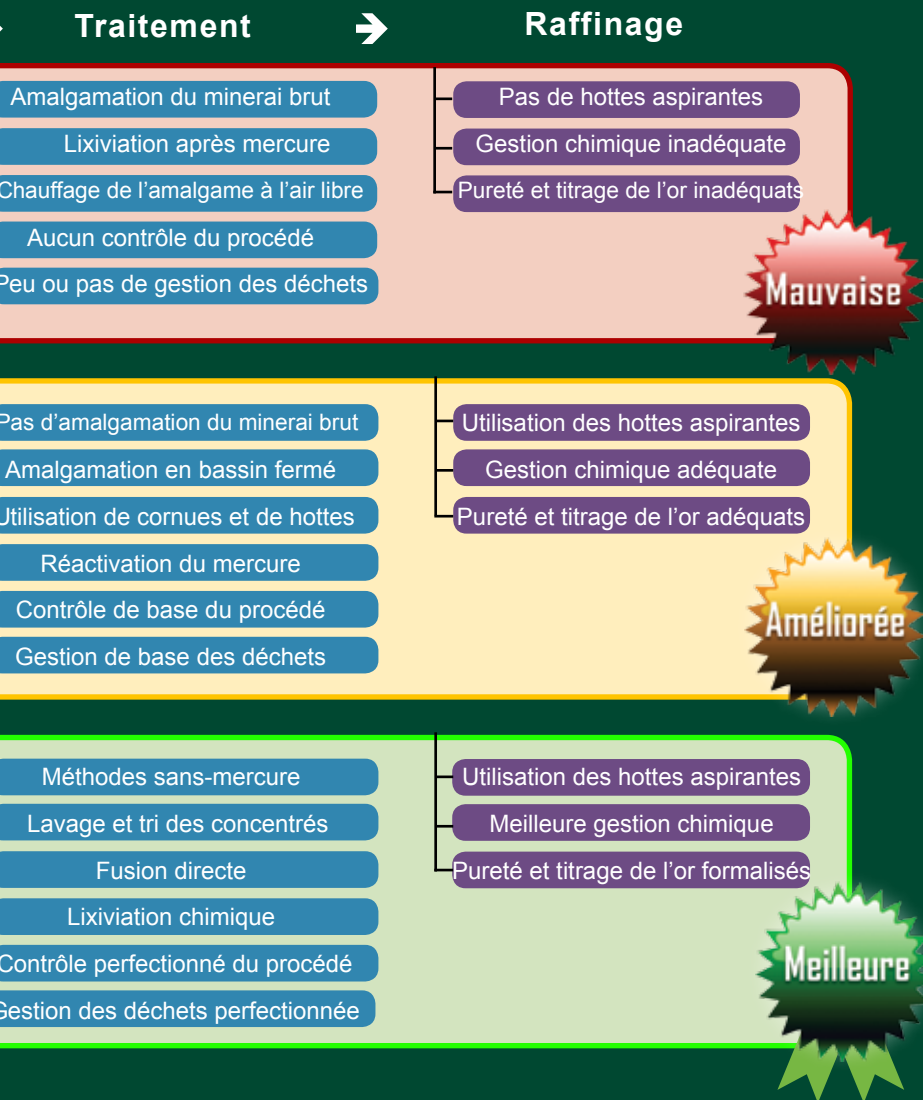 Traitement
Raffinage
Amalgamation du minerai brut
Lixiviation après mercure
Chauffage de l’amalgame à l’air libre
Aucun contrôle du procédé
Peu ou pas de gestion des déchets
Pas de hottes aspirantes
Gestion chimique inadéquate
Pureté et titrage de l’or inadéquats
Mauvaise
Pas d’amalgamation du minerai brut
Amalgamation en bassin fermé
Utilisation de cornues et de hottes
Réactivation du mercure
Contrôle de base du procédé
Gestion de base des déchets
Utilisation des hottes aspirantes
Gestion chimique adéquate
Pureté et titrage de l’or adéquats
Améliorée
Méthodes sans-mercure
Lavage et tri des concentrés
Fusion directe
Lixiviation chimique
Contrôle perfectionné du procédé
Gestion des déchets perfectionnée
Utilisation des hottes aspirantes
Meilleure gestion chimique
Pureté et titrage de l’or formalisés
Meilleure